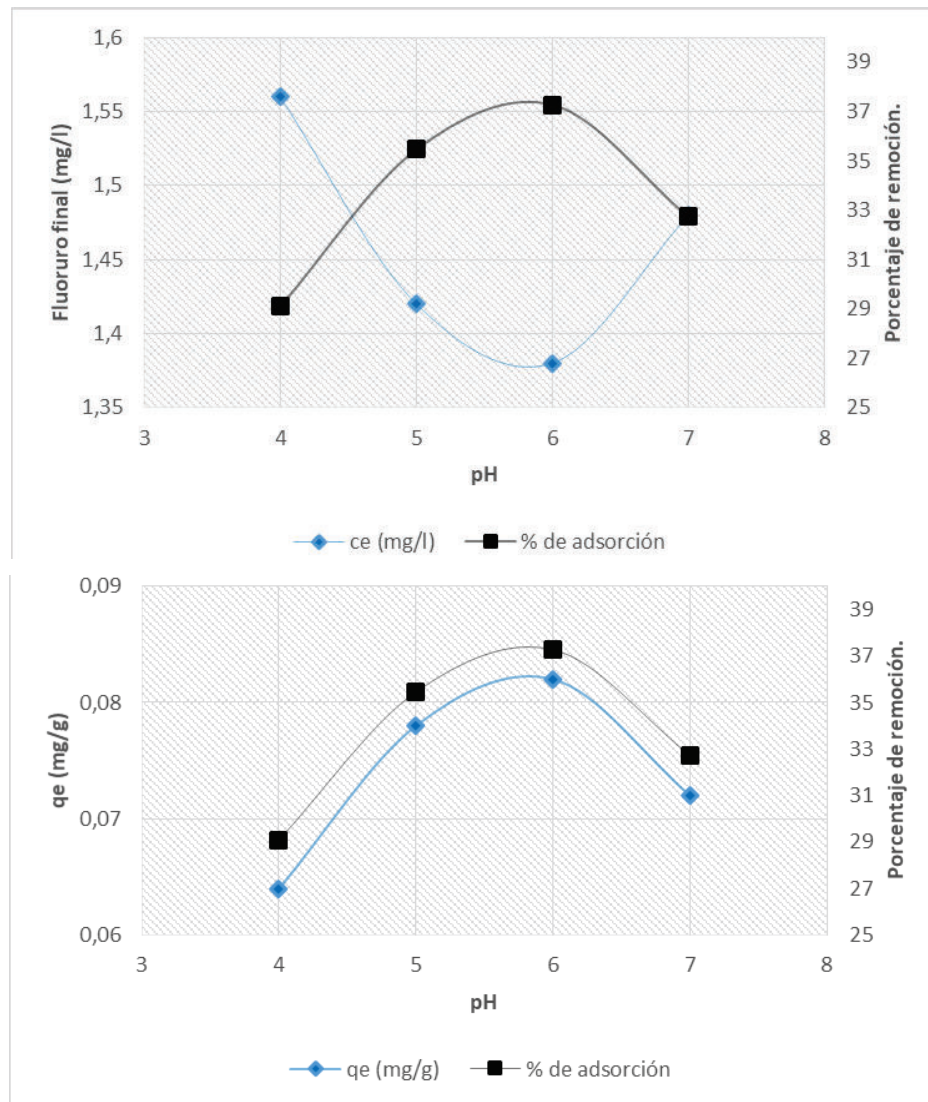 1,6
1,55
1,5
1,45
1,4
1,35
Fluoruro final (mg/l)
39
37
35
33
31
29
27
25
Porcentaje de remoción.
3 4 5 6 7 8
pH
ce (mg/l) % de adsorción
0,09
0,08
0,07
0,06
qe (mg/g)
39
37
35
33
31
29
27
25
Porcentaje de remoción.
3 4 5 6 7 8
pH
qe (mg/g) % de adsorción